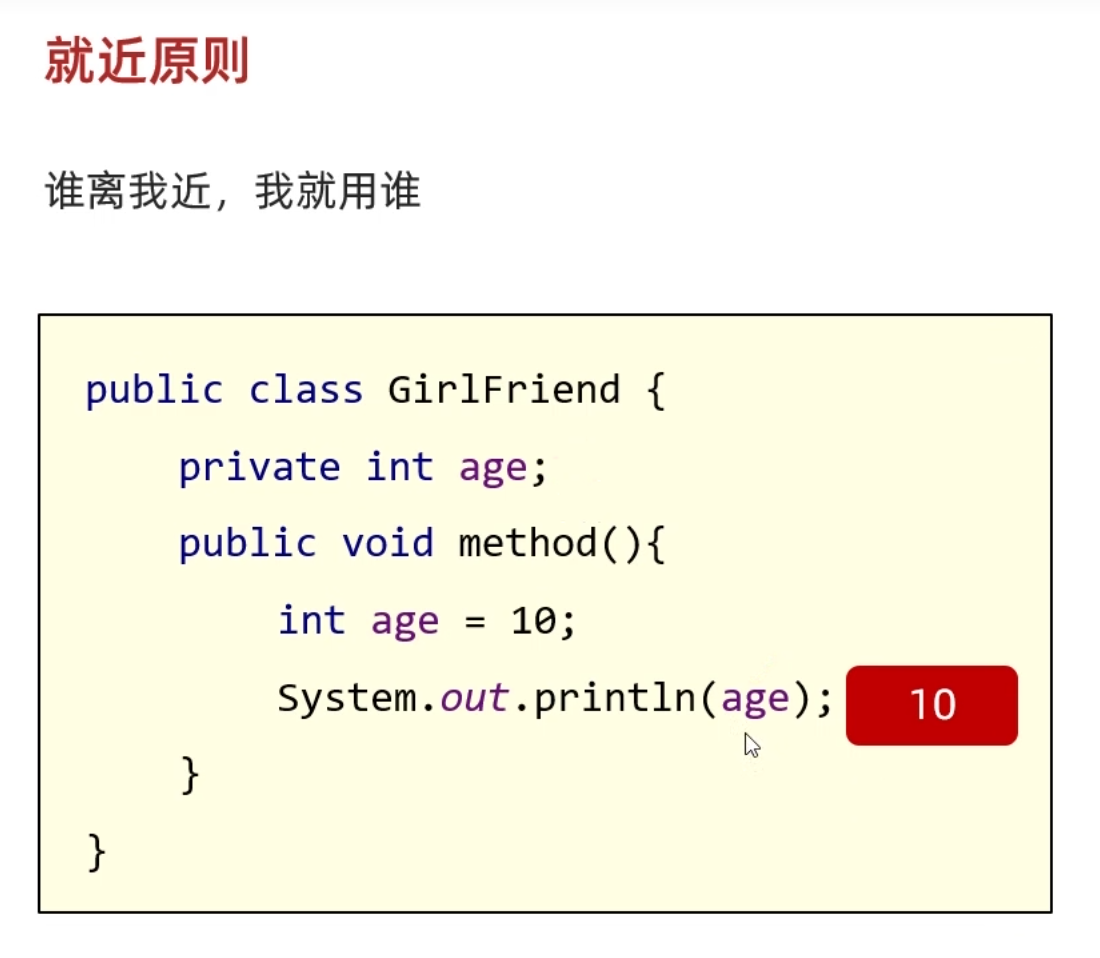 就近原则
谁离我近，我就用谁
public class GirlFriend {
private int age;
public void method(){
int age = 10;
System.out.println(age);
10
}
}